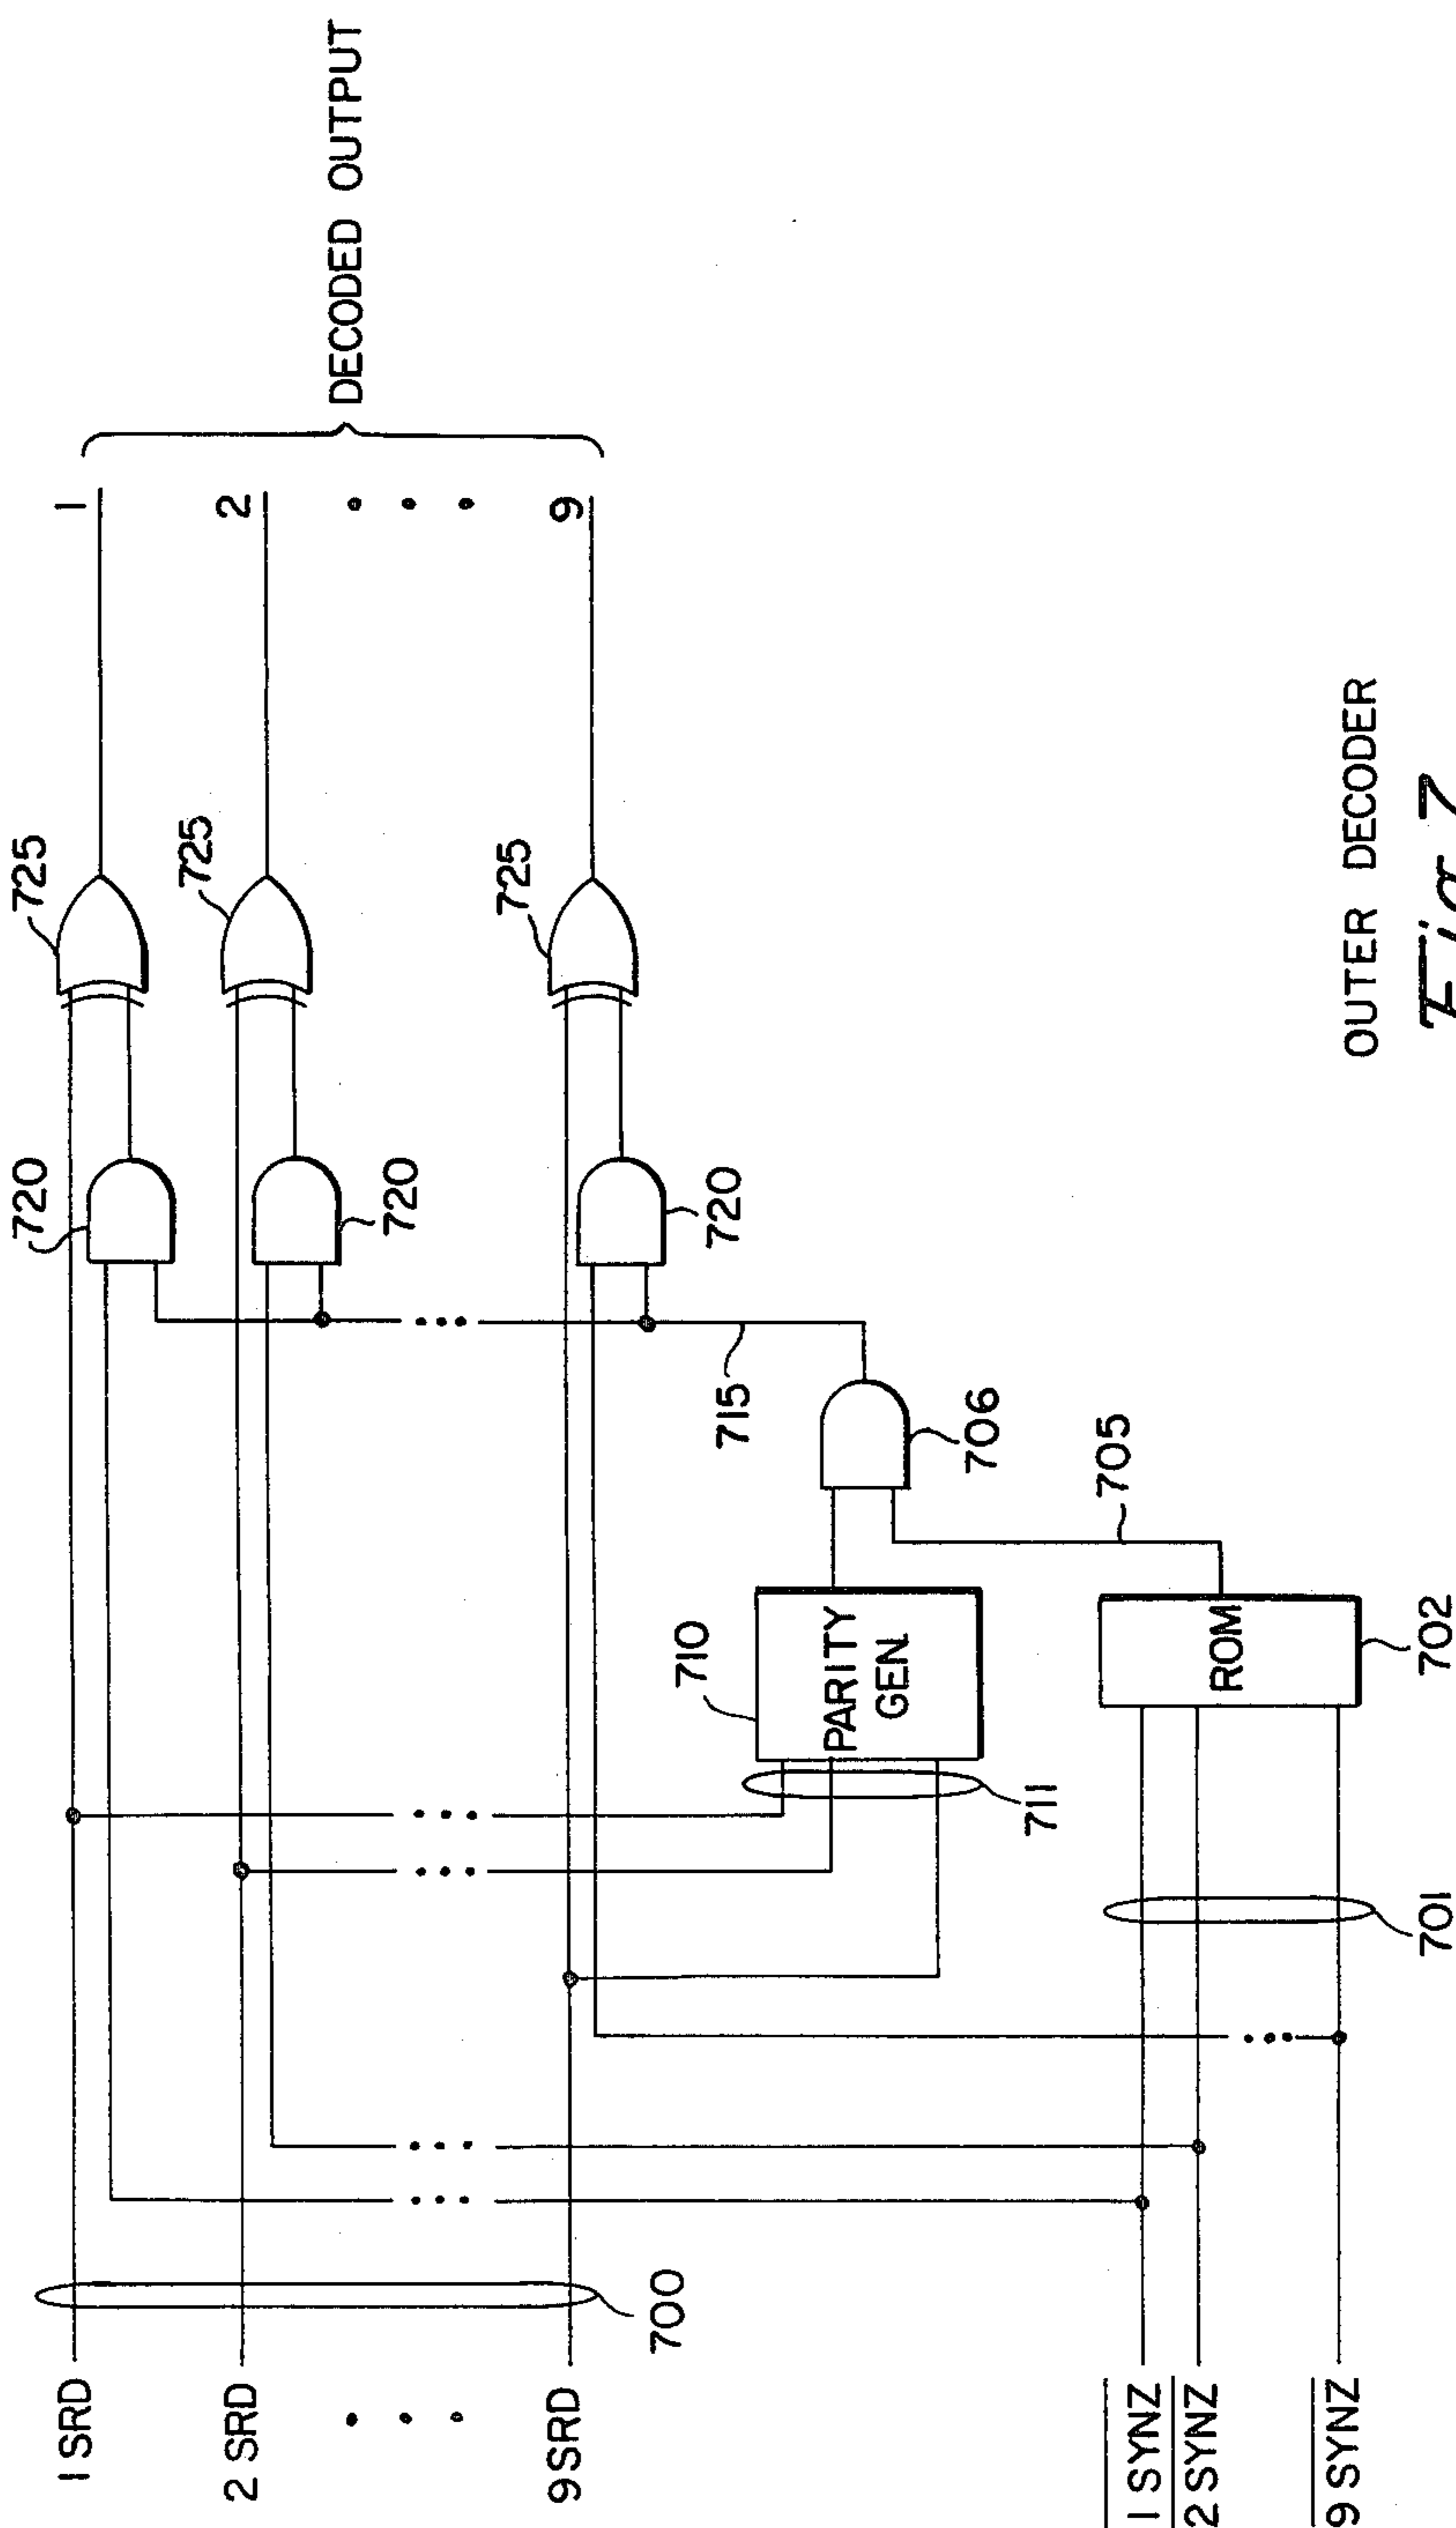 1 SRD
2 SRD
9 SRD
700
1 SYNZ
2 SYNZ
9 SYNZ
701
702
ROM
705
706
710
PARITY
GEN.
711
715
720
720
720
725
725
725
1
2
9
DECODED OUTPUT
OUTER DECODER
Fig. 7